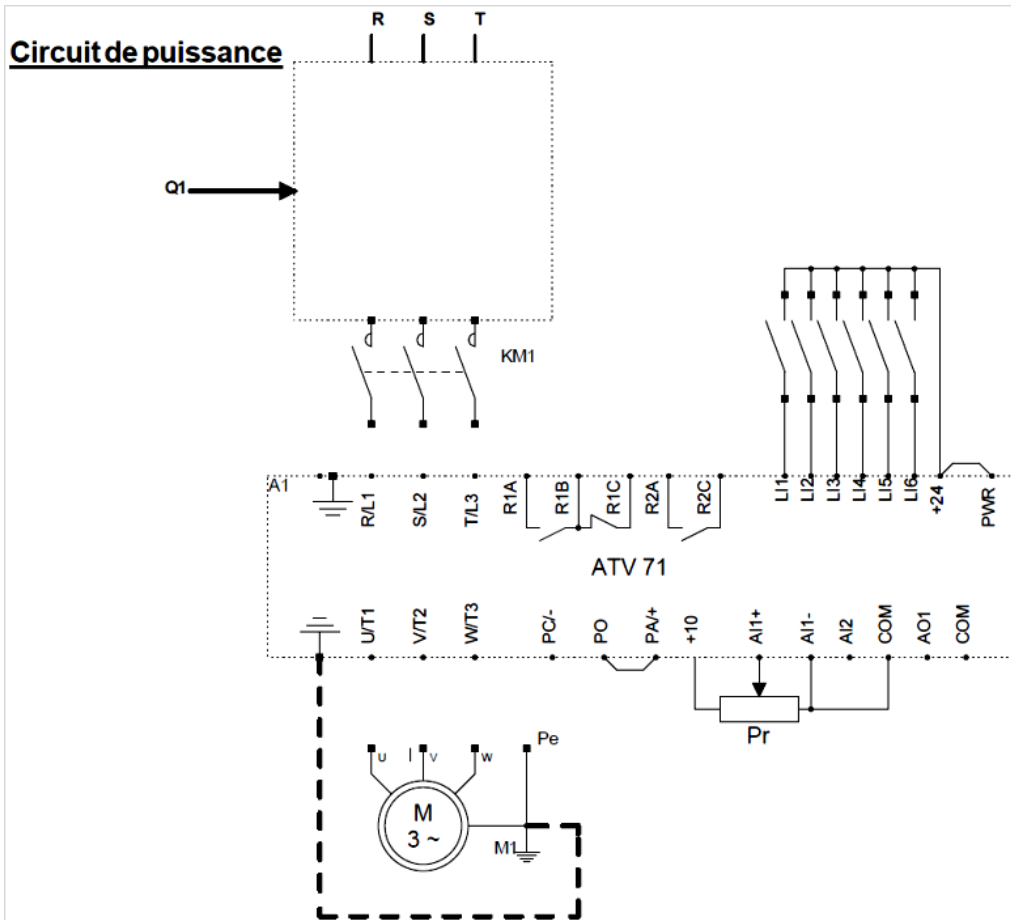 R S T
Circuit de puissance
Q1
KM1
A1
R/L1 S/L2 T/L3 R1A R1B R1C R2A R2C LI1 LI2 LI3 LI4 LI5 LI6 +24 PWR
ATV 71
U/T1 V/T2 W/T3 PC/- PO PA/+ +10 AI1+ AI1- AI2 COM AO1 COM
Pr
U V W Pe
M
3 ~
M1